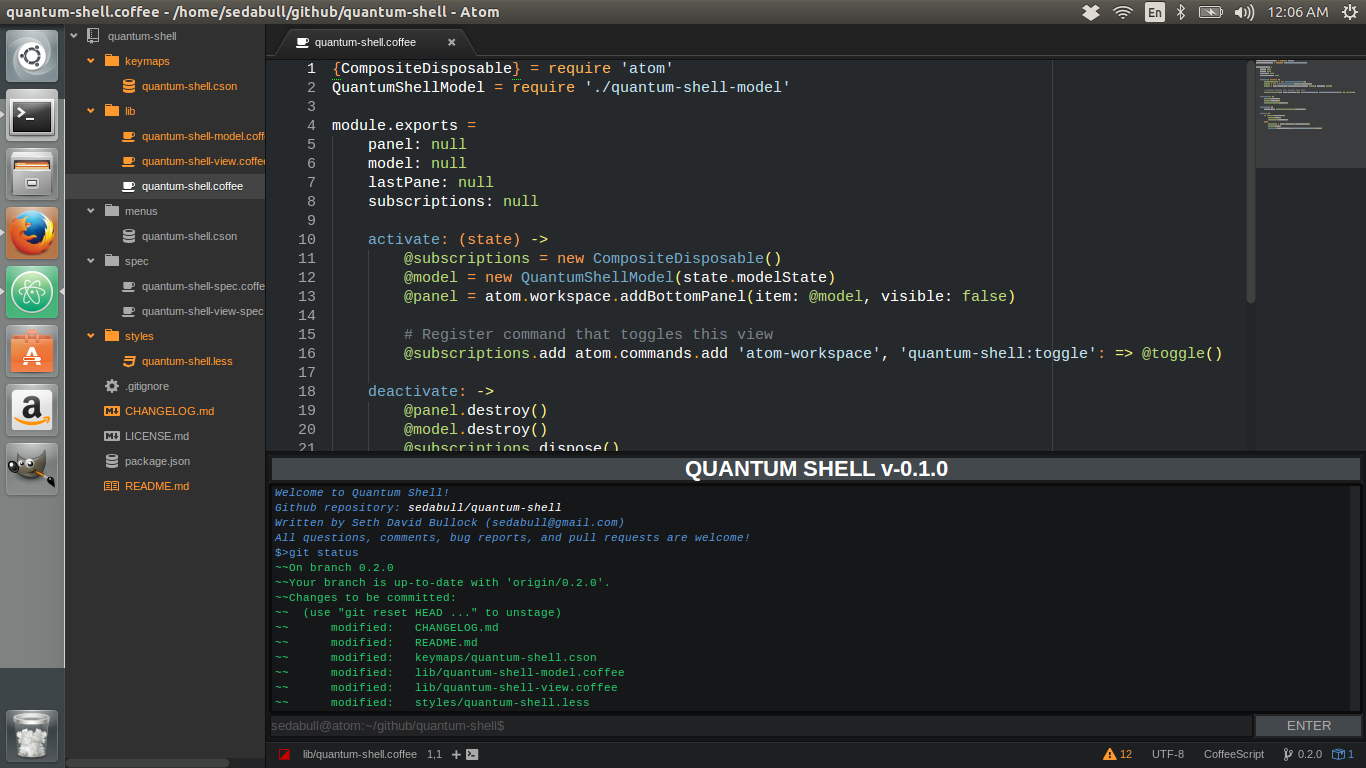 quantum-shell.coffee - /home/sedabull/github/quantum-shell - Atom
En
12:06 AM
quantum-shell
keymaps
quantum-shell.cson
lib
quantum-shell-model.coff
quantum-shell-view.coffee
quantum-shell.coffee
menus
quantum-shell.cson
spec
quantum-shell-spec.coffe
quantum-shell-view-spec
styles
quantum-shell.less
.gitignore
CHANGELOG.md
LICENSE.md
package.json
README.md
quantum-shell.coffee
1 {CompositeDisposable} = require 'atom'
2 QuantumShellModel = require './quantum-shell-model'
3
4 module.exports =
5 panel: null
6 model: null
7 lastPane: null
8 subscriptions: null
9
10 activate: (state) ->
11 @subscriptions = new CompositeDisposable()
12 @model = new QuantumShellModel(state.modelState)
13 @panel = atom.workspace.addBottomPanel(item: @model, visible: false)
14
15 # Register command that toggles this view
16 @subscriptions.add atom.commands.add 'atom-workspace', 'quantum-shell:toggle': => @toggle()
17
18 deactivate: ->
19 @panel.destroy()
20 @model.destroy()
21 @subscriptions.dispose()
QUANTUM SHELL v-0.1.0
Welcome to Quantum Shell!
Github repository: sedabull/quantum-shell
Written by Seth David Bullock (sedabull@gmail.com)
All questions, comments, bug reports, and pull requests are welcome!
$>git status
~~On branch 0.2.0
~~Your branch is up-to-date with 'origin/0.2.0'.
~~Changes to be committed:
~~ (use "git reset HEAD ..." to unstage)
~~ modified: CHANGELOG.md
~~ modified: README.md
~~ modified: keymaps/quantum-shell.cson
~~ modified: lib/quantum-shell-model.coffee
~~ modified: lib/quantum-shell-view.coffee
~~ modified: styles/quantum-shell.less
sedabull@atom:~/github/quantum-shell$
ENTER
lib/quantum-shell.coffee 1,1
12 UTF-8 CoffeeScript 0.2.0 1